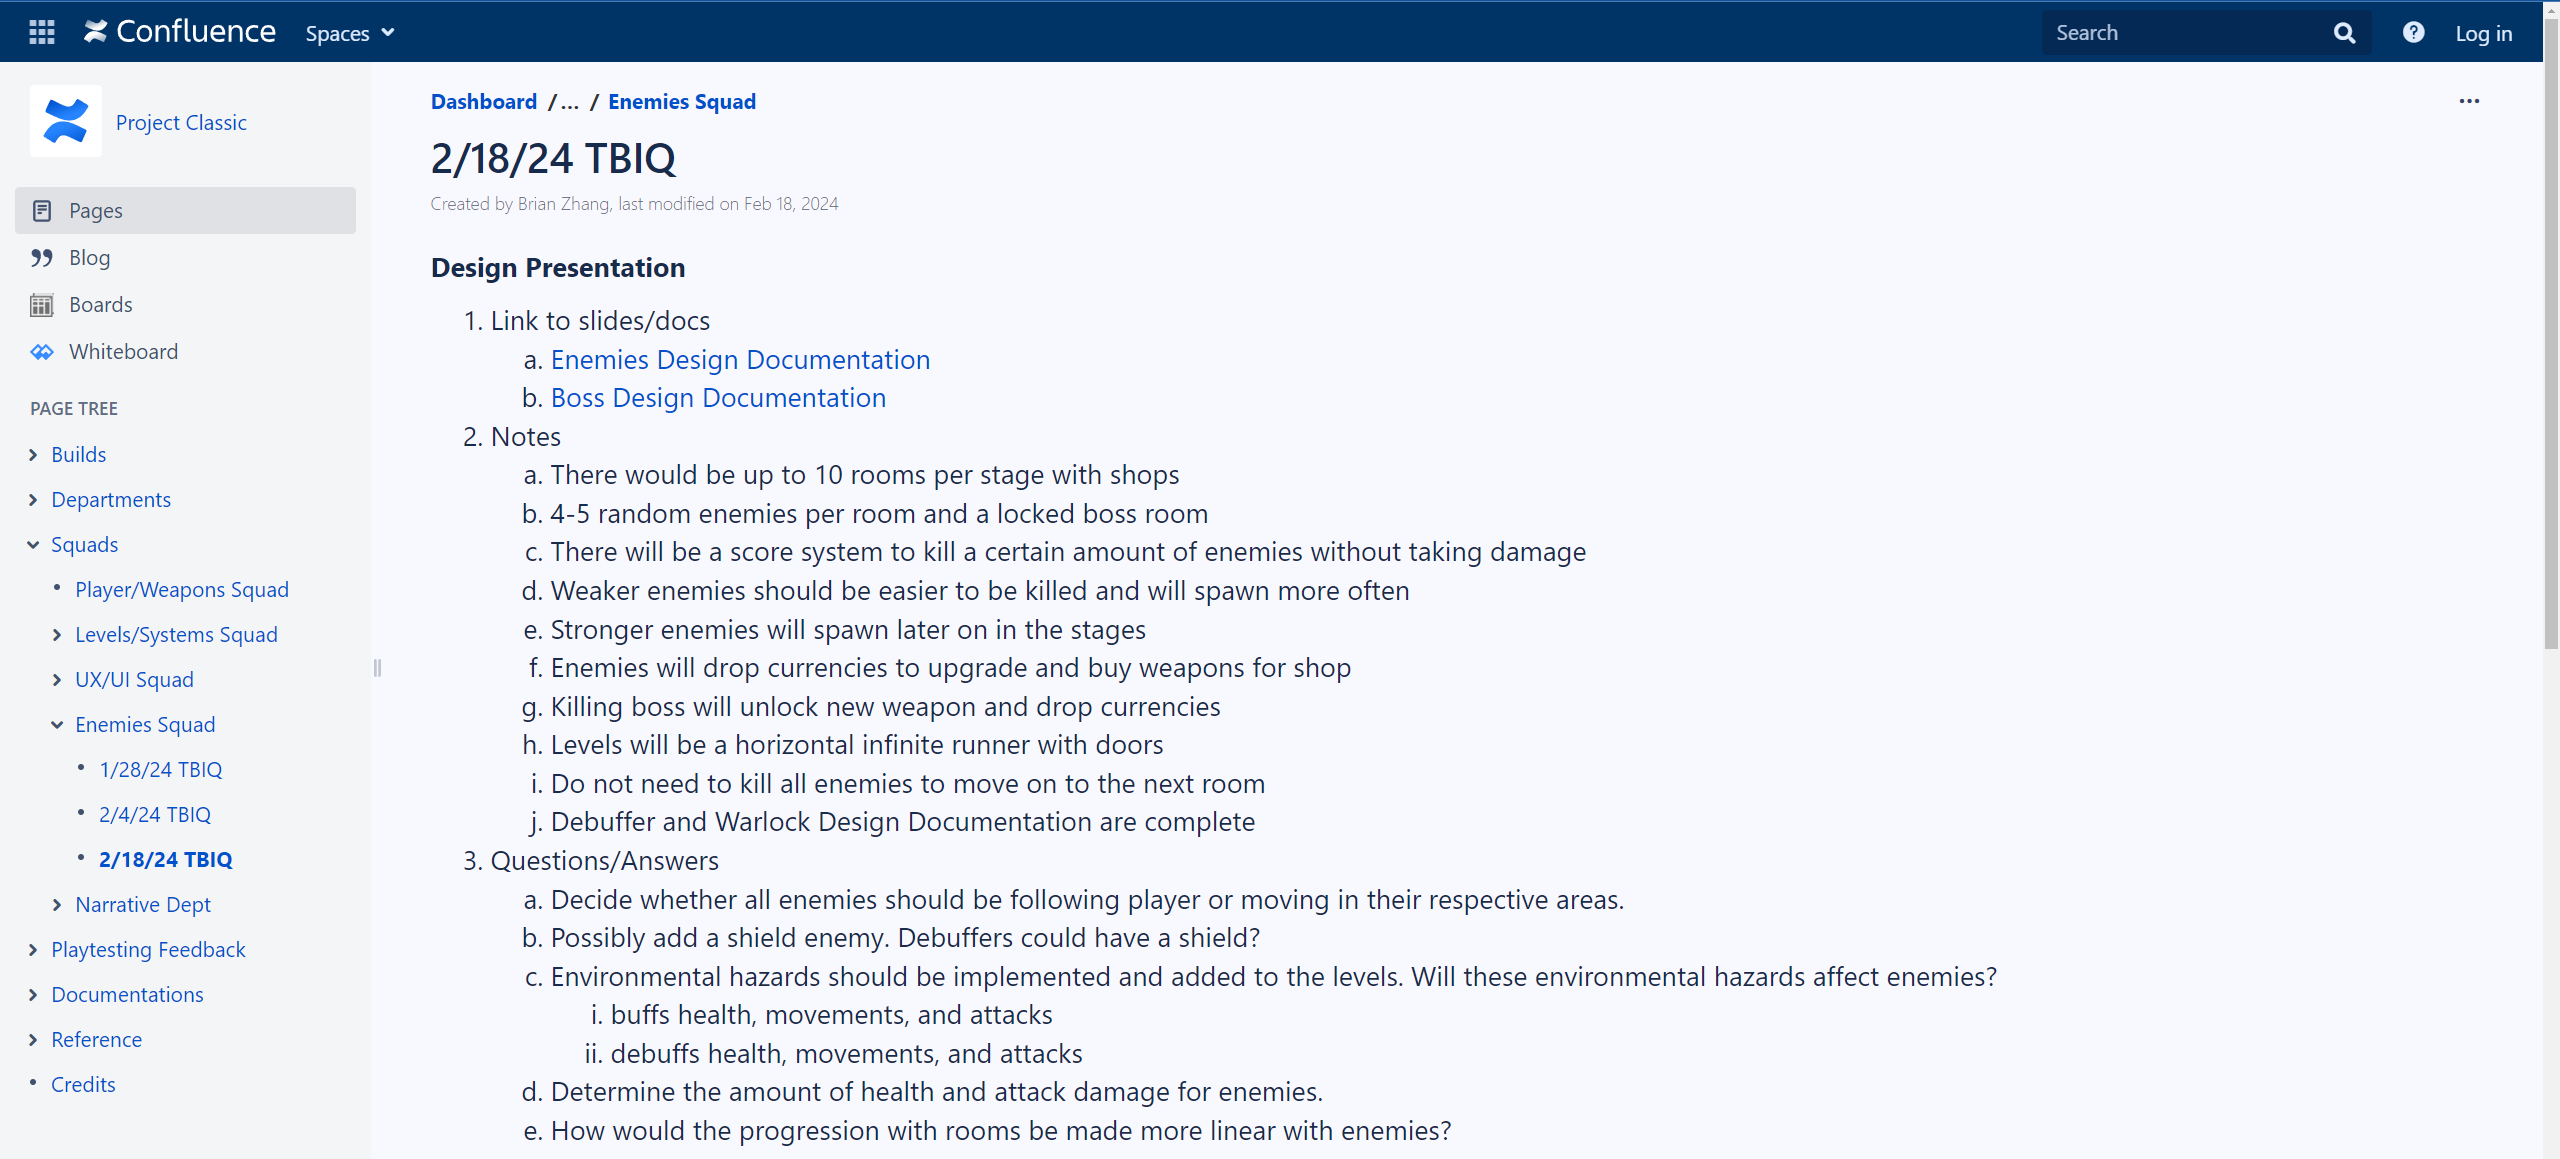 Confluence Spaces Search Log in
Project Classic
Pages
Blog
Boards
Whiteboard
PAGE TREE
Builds
Departments
Squads
Player/Weapons Squad
Levels/Systems Squad
UX/UI Squad
Enemies Squad
1/28/24 TBIQ
2/4/24 TBIQ
2/18/24 TBIQ
Narrative Dept
Playtesting Feedback
Documentations
Reference
Credits
Dashboard /... / Enemies Squad
2/18/24 TBIQ
Created by Brian Zhang, last modified on Feb 18, 2024
Design Presentation
1. Link to slides/docs
a. Enemies Design Documentation
b. Boss Design Documentation
2. Notes
a. There would be up to 10 rooms per stage with shops
b. 4-5 random enemies per room and a locked boss room
c. There will be a score system to kill a certain amount of enemies without taking damage
d. Weaker enemies should be easier to be killed and will spawn more often
e. Stronger enemies will spawn later on in the stages
f. Enemies will drop currencies to upgrade and buy weapons for shop
g. Killing boss will unlock new weapon and drop currencies
h. Levels will be a horizontal infinite runner with doors
i. Do not need to kill all enemies to move on to the next room
j. Debuffer and Warlock Design Documentation are complete
3. Questions/Answers
a. Decide whether all enemies should be following player or moving in their respective areas.
b. Possibly add a shield enemy. Debuffers could have a shield?
c. Environmental hazards should be implemented and added to the levels. Will these environmental hazards affect enemies?
i. buffs health, movements, and attacks
ii. debuffs health, movements, and attacks
d. Determine the amount of health and attack damage for enemies.
e. How would the progression with rooms be made more linear with enemies?